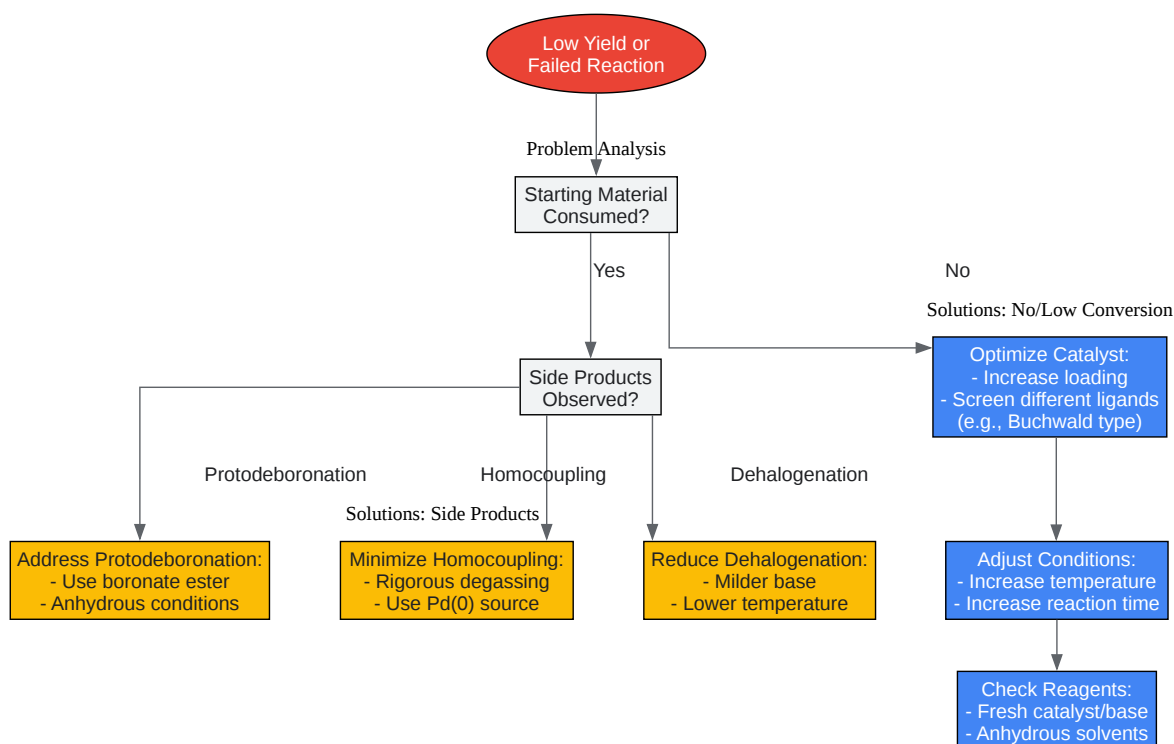 Low Yield or
Failed Reaction
Problem Analysis
Starting Material
Consumed?
Yes
No
Solutions: No/Low Conversion
Optimize Catalyst:
- Increase loading
- Screen different ligands
(e.g., Buchwald type)
Side Products
Observed?
Protodeboronation
Homocoupling
Dehalogenation
Solutions: Side Products
Address Protodeboronation:
- Use boronate ester
- Anhydrous conditions
Minimize Homocoupling:
- Rigorous degassing
- Use Pd(0) source
Reduce Dehalogenation:
- Milder base
- Lower temperature
Adjust Conditions:
- Increase temperature
- Increase reaction time
Check Reagents:
- Fresh catalyst/base
- Anhydrous solvents